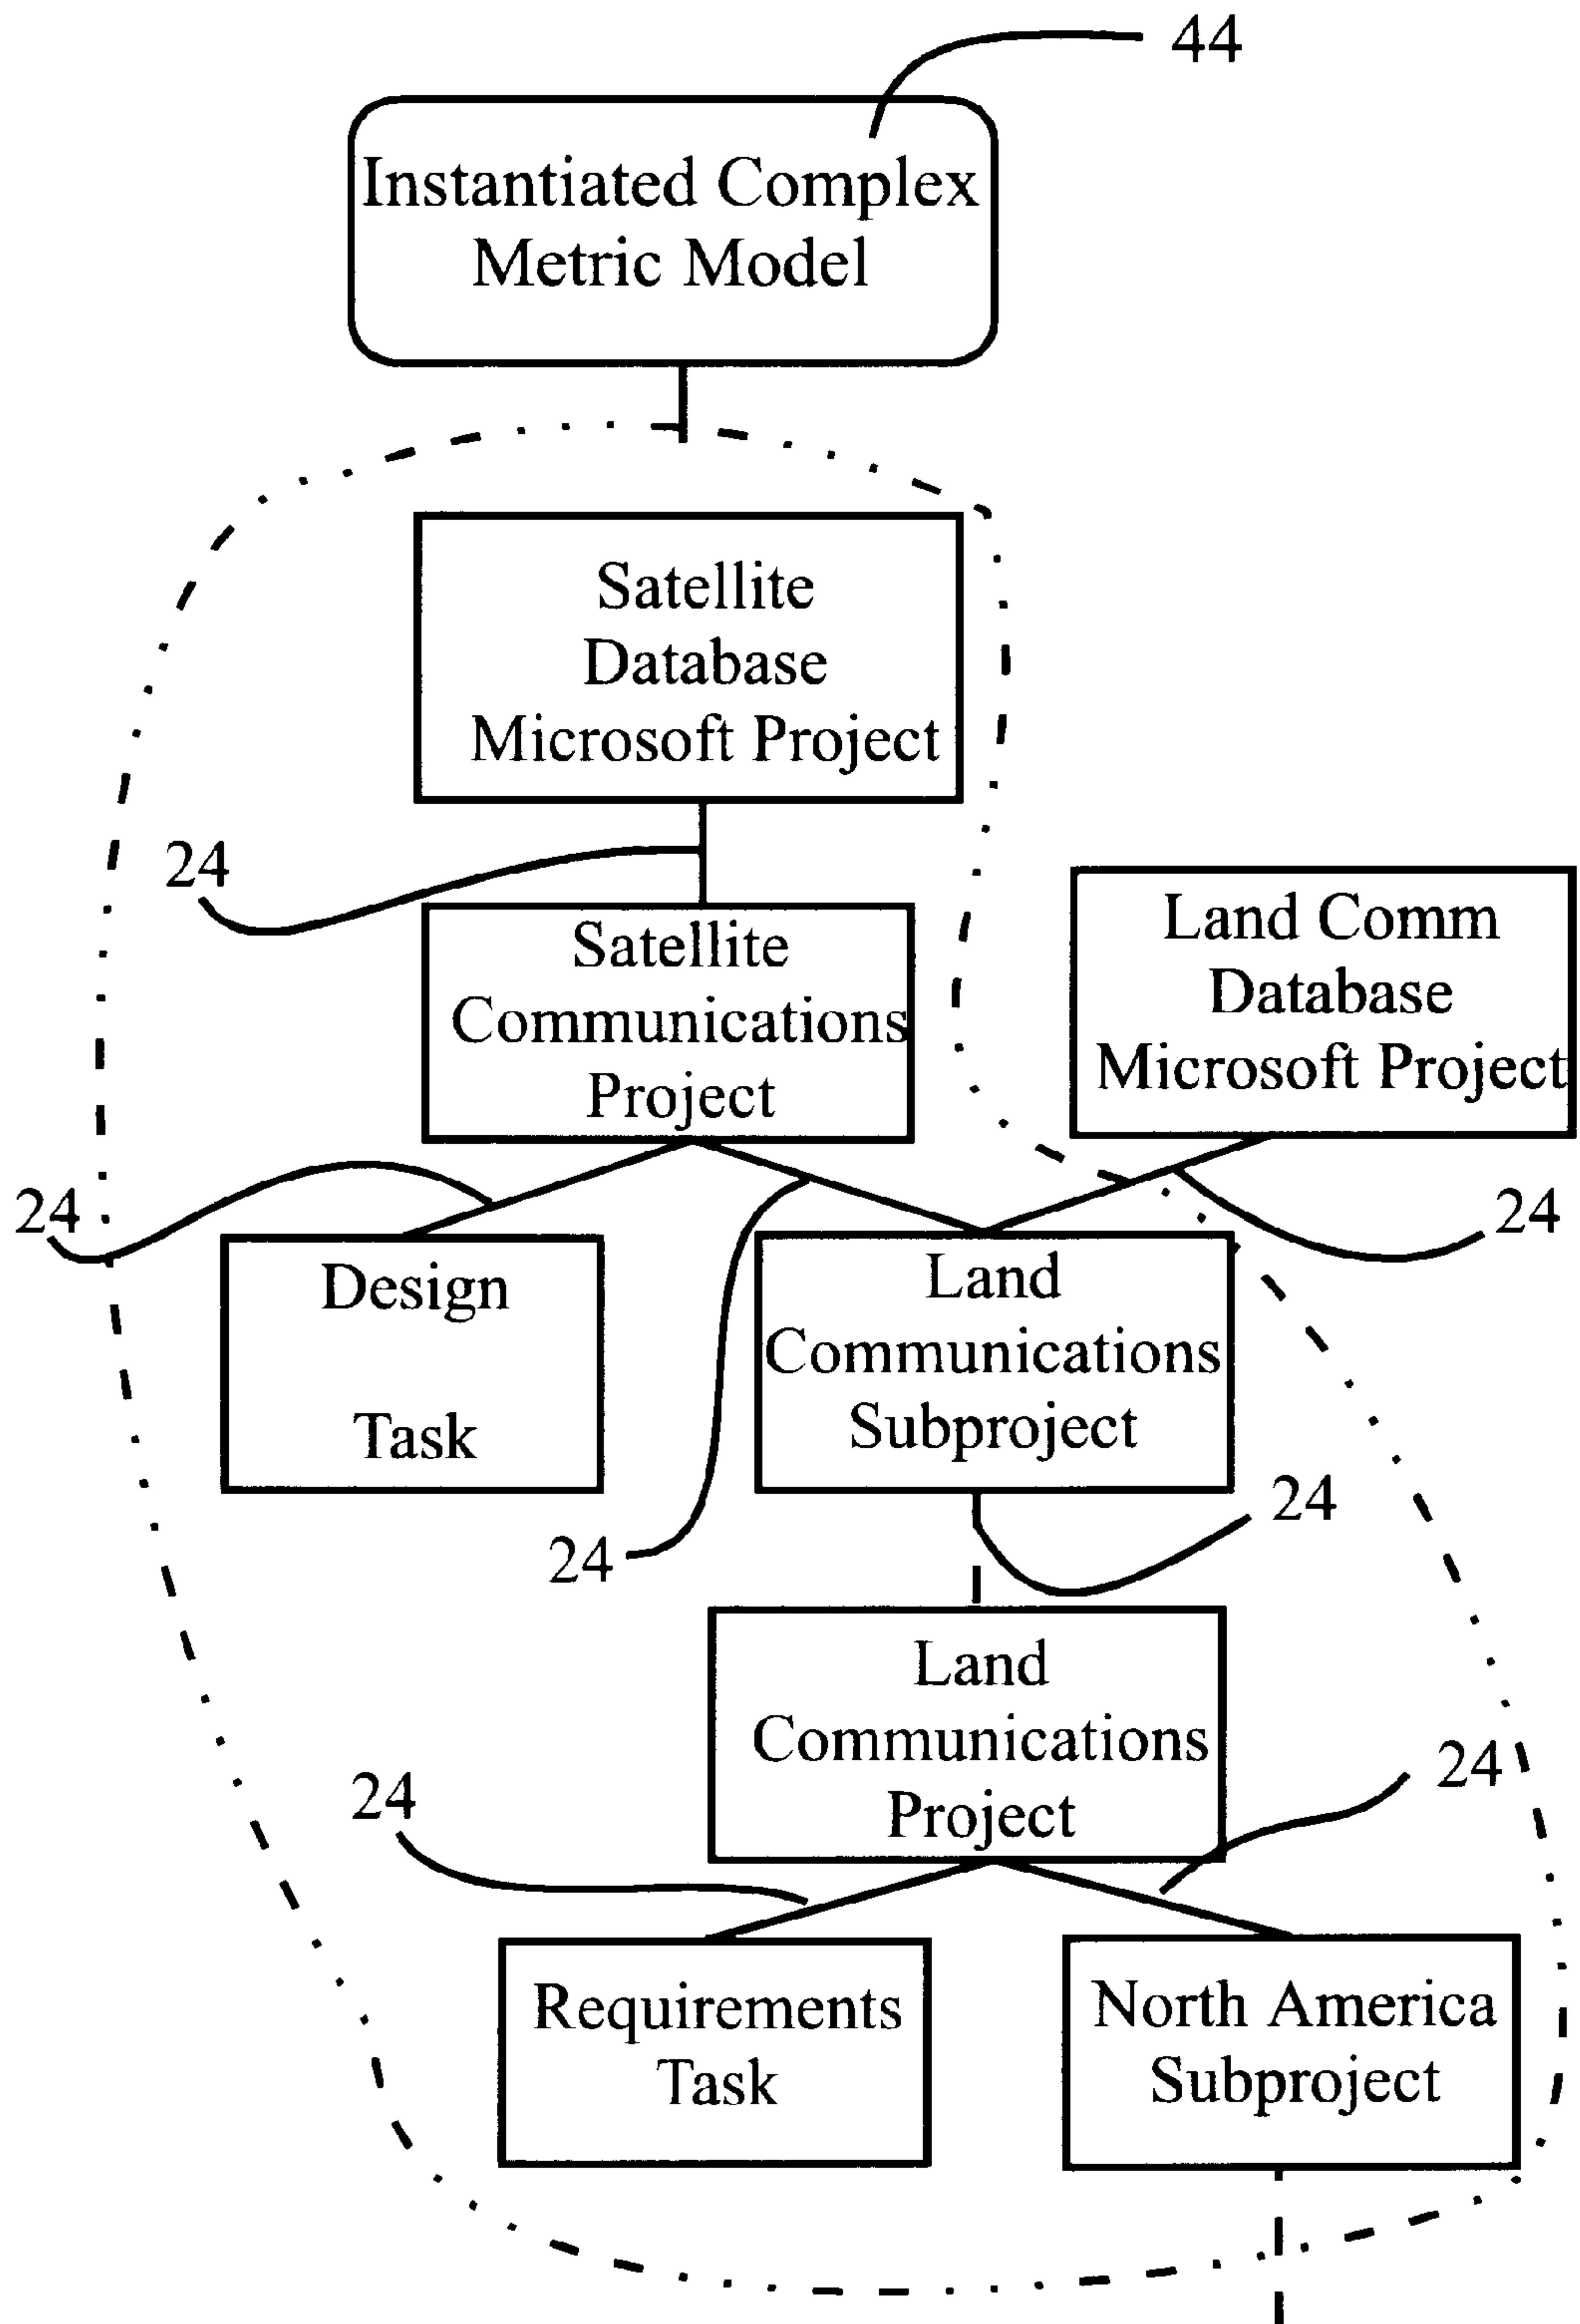 44
Instantiated Complex
Metric Model
Satellite
Database
Microsoft Project
24
Satellite
Communications
Project
Land Comm
Database
Microsoft Project
24
24
Design
Task
Land
Communications
Subproject
24
24
Land
Communications
Project
24
24
Requirements
Task
North America
Subproject